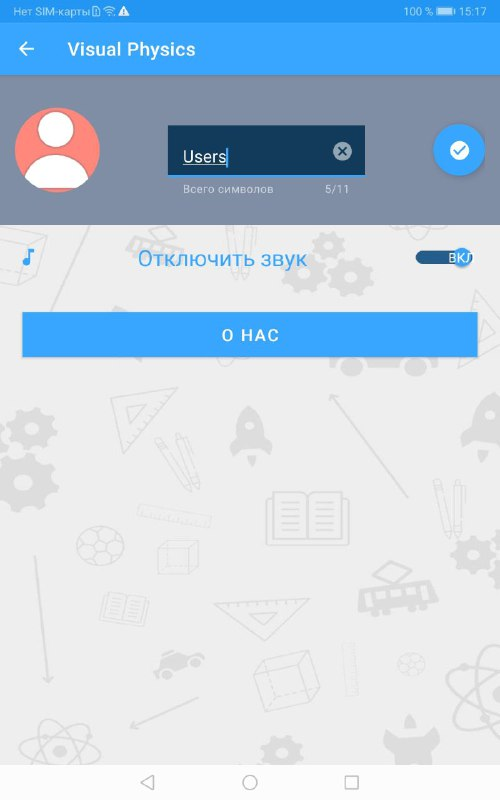 Нет SIM-карты 100 % 15:17
Visual Physics
Users
Всего символов 5/11
Отключить звук ВКЛ
О НАС